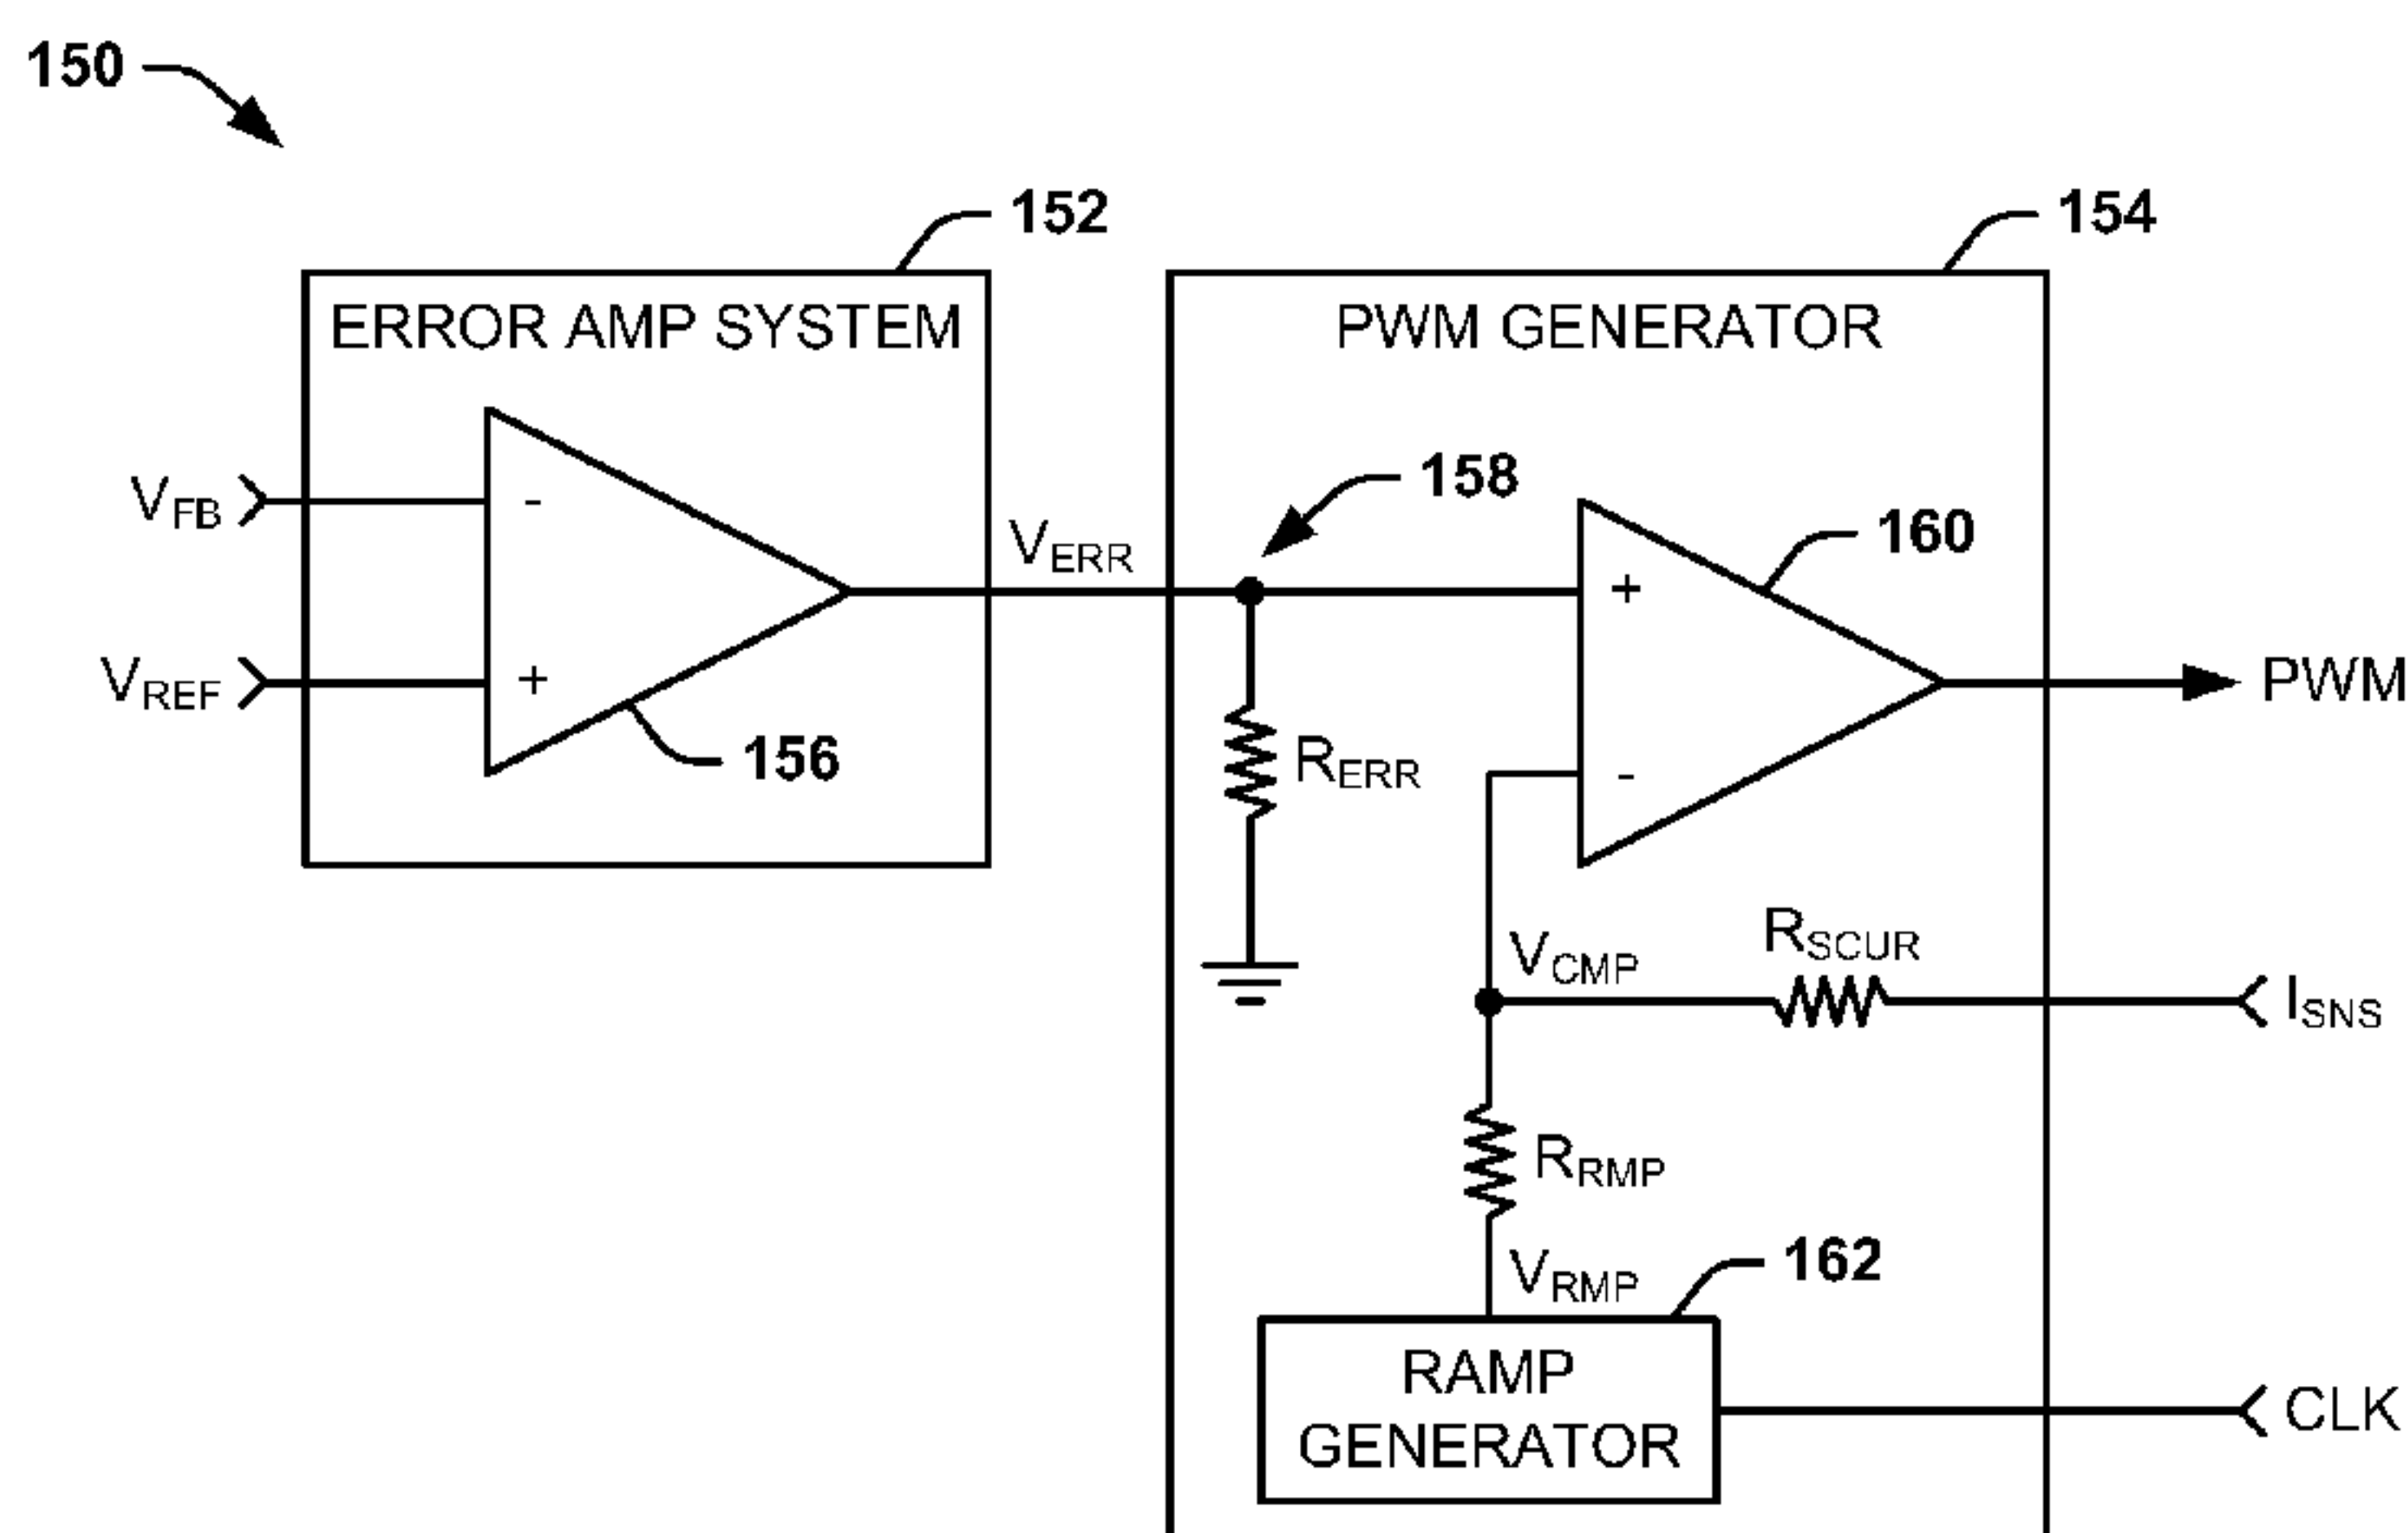 150
152
154
ERROR AMP SYSTEM
PWM GENERATOR
158
VFB
-
VERR
160
+
+
VREF
+
PWM
156
RERR
-
RSCUR
VCMP
ISNS
RRMP
162
VRMP
RAMP
GENERATOR
CLK